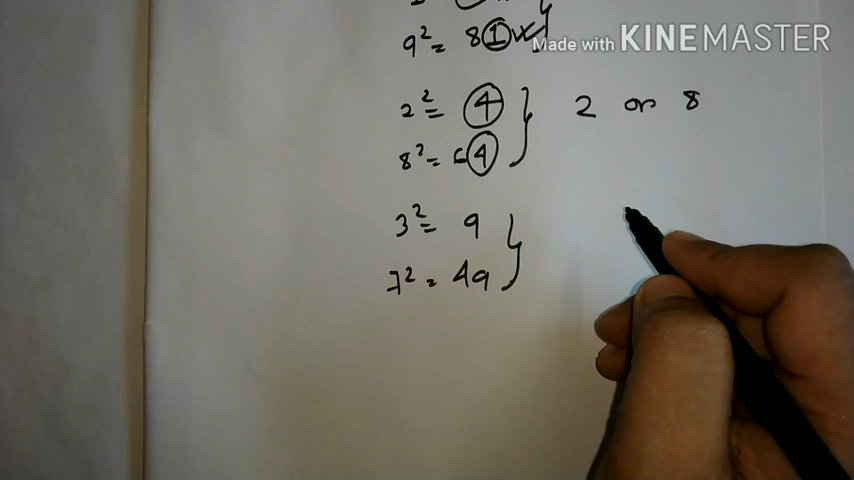 9² = 81
Made with KINEMASTER
2² = 4 } 2 or 8
8² = 64
3² = 9 }
7² = 49